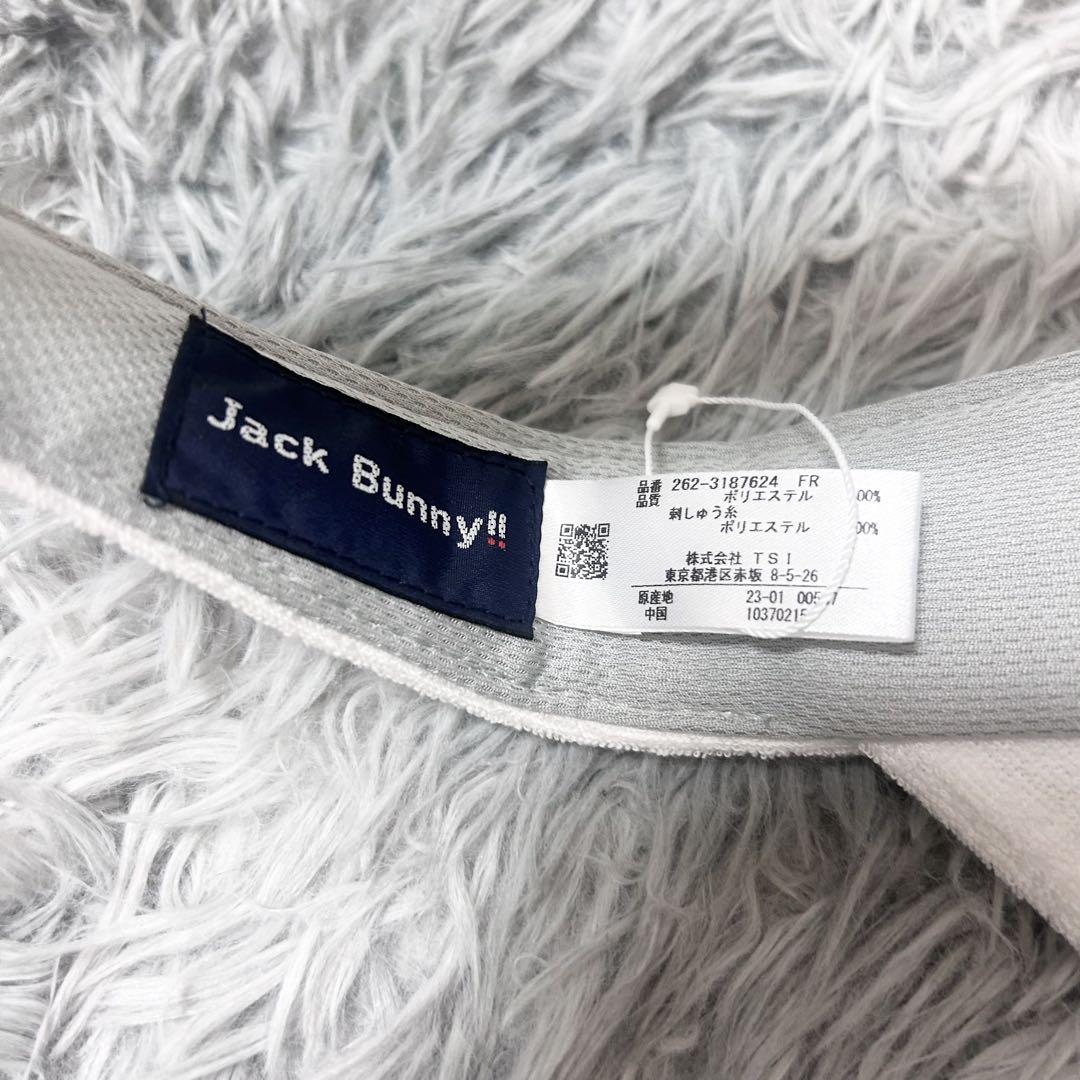 Jack Bunny!!
品番 262-3187624 FR
品質 ポリエステル 00%
刺しゅう糸
ポリエステル 00%
株式会社 TSI
東京都港区赤坂 8-5-26
原産地 23-01
中国